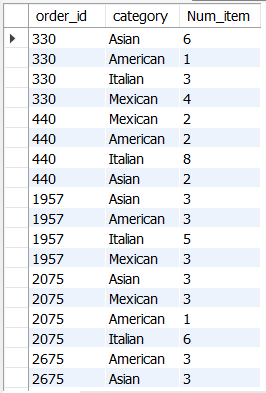 order_id category Num_item
330 Asian 6
330 American 1
330 Italian 3
330 Mexican 4
440 Mexican 2
440 American 2
440 Italian 8
440 Asian 2
1957 Asian 3
1957 American 3
1957 Italian 5
1957 Mexican 3
2075 Asian 3
2075 Mexican 3
2075 American 1
2075 Italian 6
2675 American 3
2675 Asian 3